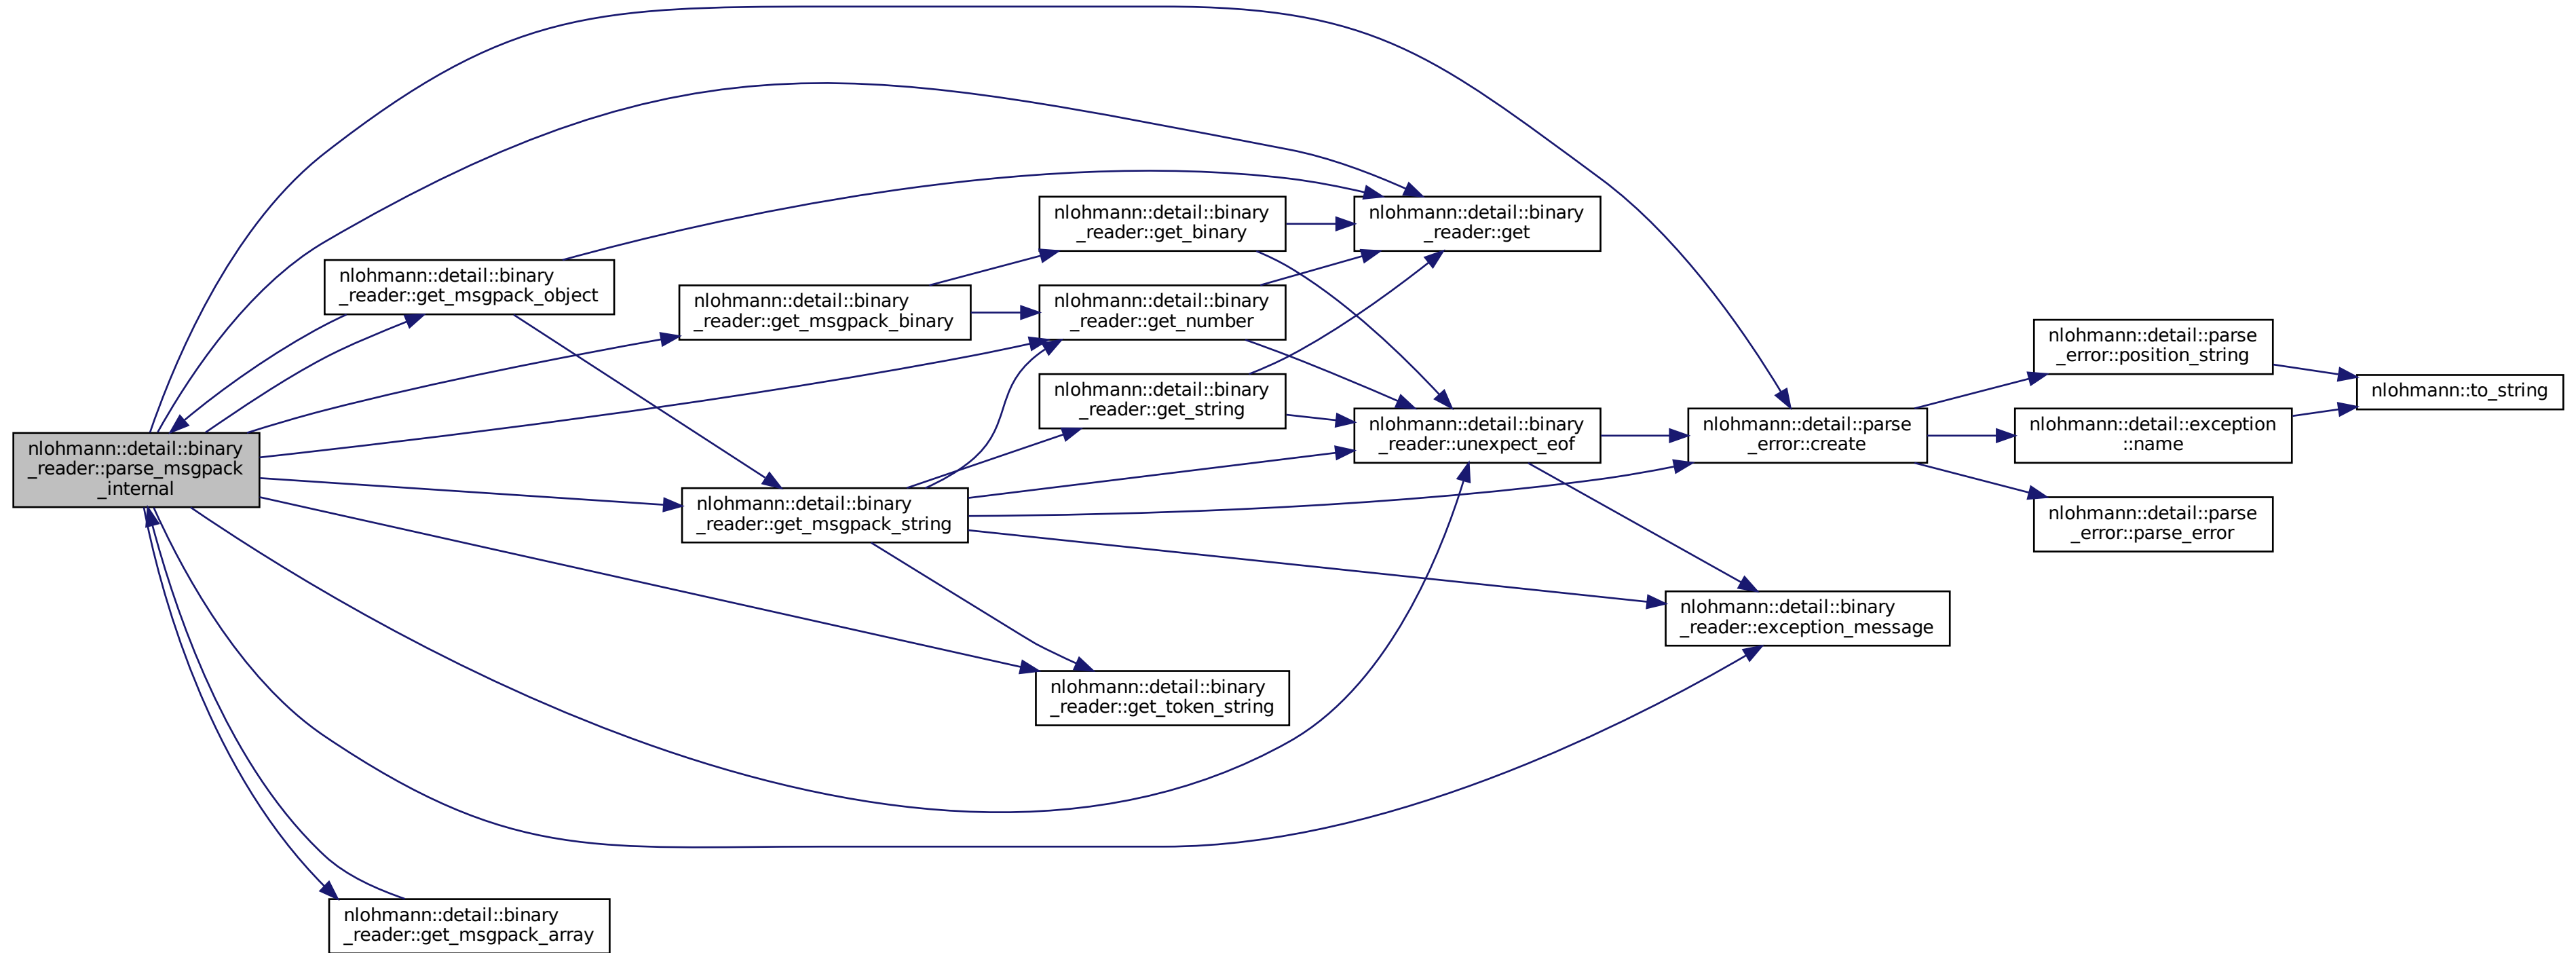 nlohmann::detail::binary
_reader::parse_msgpack
_internal
nlohmann::detail::binary
_reader::get_msgpack_object
nlohmann::detail::binary
_reader::get_msgpack_array
nlohmann::detail::binary
_reader::get_msgpack_binary
nlohmann::detail::binary
_reader::get_msgpack_string
nlohmann::detail::binary
_reader::get_binary
nlohmann::detail::binary
_reader::get_number
nlohmann::detail::binary
_reader::get_string
nlohmann::detail::binary
_reader::get_token_string
nlohmann::detail::binary
_reader::get
nlohmann::detail::binary
_reader::unexpect_eof
nlohmann::detail::parse
_error::create
nlohmann::detail::binary
_reader::exception_message
nlohmann::detail::parse
_error::position_string
nlohmann::detail::exception
::name
nlohmann::detail::parse
_error::parse_error
nlohmann::to_string